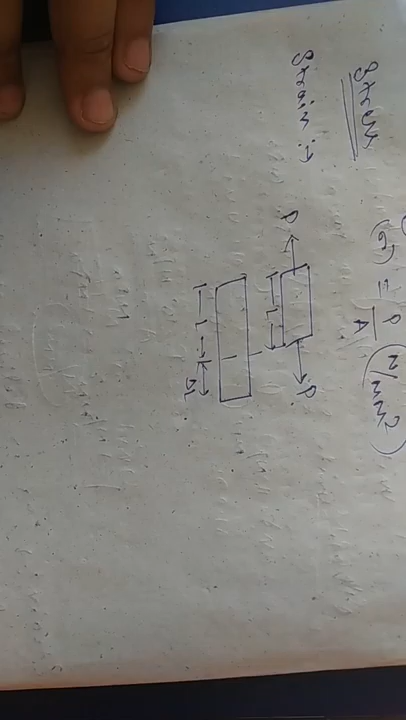 Stress
(σ) = P/A (N/mm²)
Strain :→
P P.
L
L ΔL